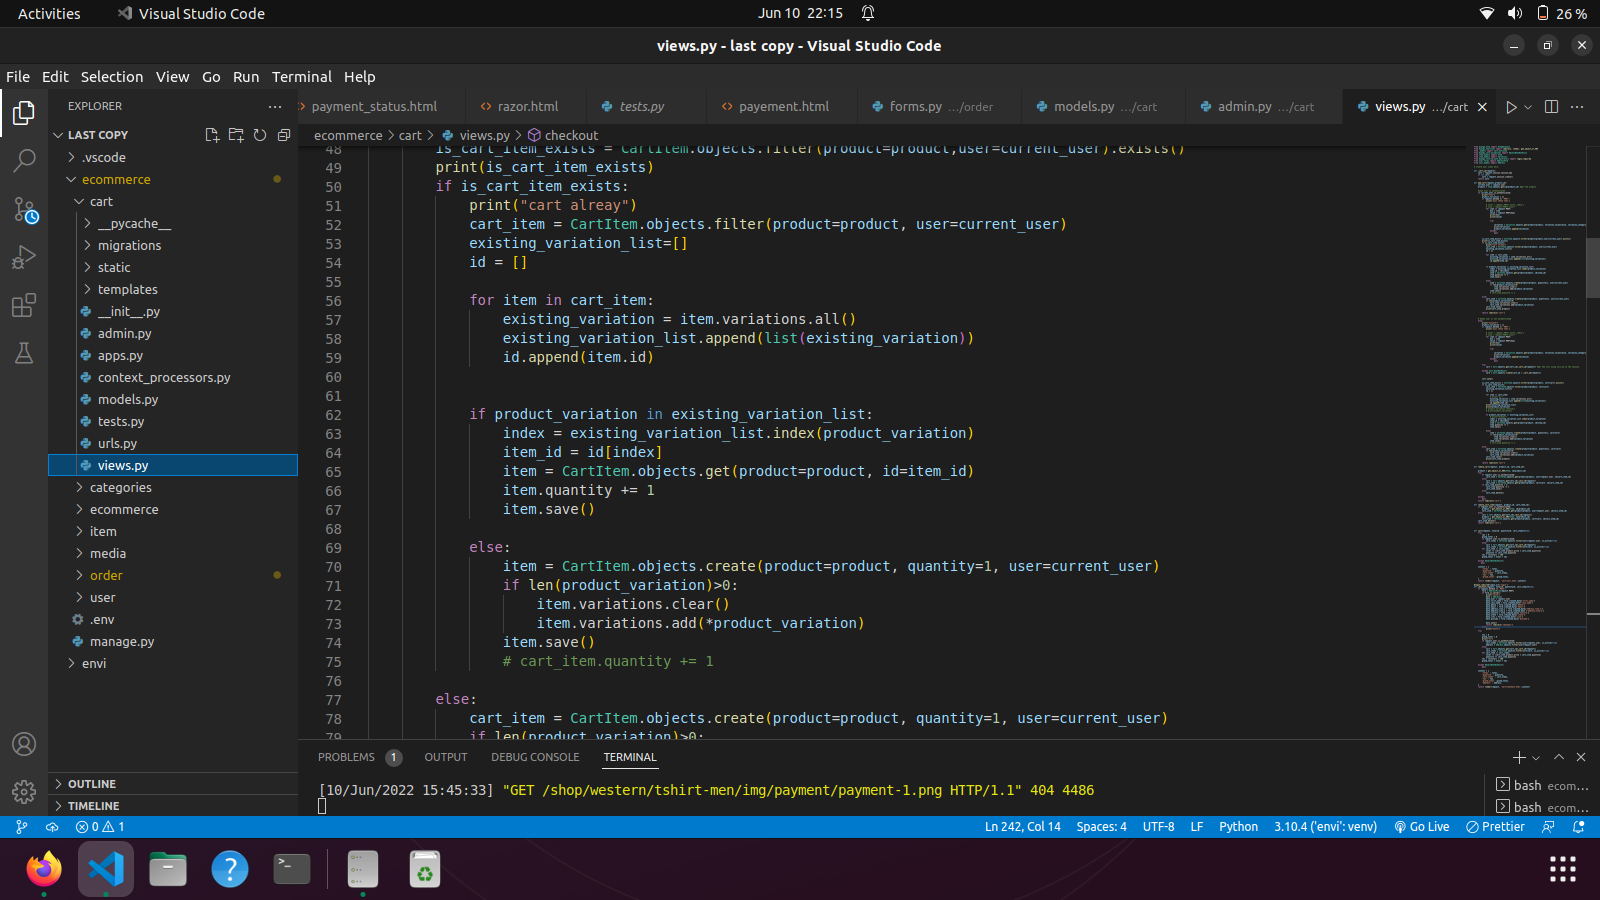 Activities
Visual Studio Code
Jun 10 22:15
26 %
views.py - last copy - Visual Studio Code
File Edit Selection View Go Run Terminal Help
EXPLORER
payment_status.html
razor.html
tests.py
payement.html
forms.py .../order
models.py .../cart
admin.py .../cart
views.py .../cart
LAST COPY
ecommerce > cart > views.py > checkout
.vscode
ecommerce
cart
__pycache__
migrations
static
templates
__init__.py
admin.py
apps.py
context_processors.py
models.py
tests.py
urls.py
views.py
categories
ecommerce
item
media
order
user
.env
manage.py
envi
OUTLINE
TIMELINE
48 is_cart_item_exists = CartItem.objects.filter(product=product,user=current_user).exists()
49 print(is_cart_item_exists)
50 if is_cart_item_exists:
51 print("cart alreay")
52 cart_item = CartItem.objects.filter(product=product, user=current_user)
53 existing_variation_list=[]
54 id = []
55
56 for item in cart_item:
57 existing_variation = item.variations.all()
58 existing_variation_list.append(list(existing_variation))
59 id.append(item.id)
60
61
62 if product_variation in existing_variation_list:
63 index = existing_variation_list.index(product_variation)
64 item_id = id[index]
65 item = CartItem.objects.get(product=product, id=item_id)
66 item.quantity += 1
67 item.save()
68
69 else:
70 item = CartItem.objects.create(product=product, quantity=1, user=current_user)
71 if len(product_variation)>0:
72 item.variations.clear()
73 item.variations.add(*product_variation)
74 item.save()
75 # cart_item.quantity += 1
76
77 else:
78 cart_item = CartItem.objects.create(product=product, quantity=1, user=current_user)
79 if len(product_variation)>0:
PROBLEMS 1 OUTPUT DEBUG CONSOLE TERMINAL
[10/Jun/2022 15:45:33] "GET /shop/western/tshirt-men/img/payment/payment-1.png HTTP/1.1" 404 4486
bash ecom...
bash ecom...
0 1
Ln 242, Col 14 Spaces: 4 UTF-8 LF Python 3.10.4 ('envi': venv) Go Live Prettier